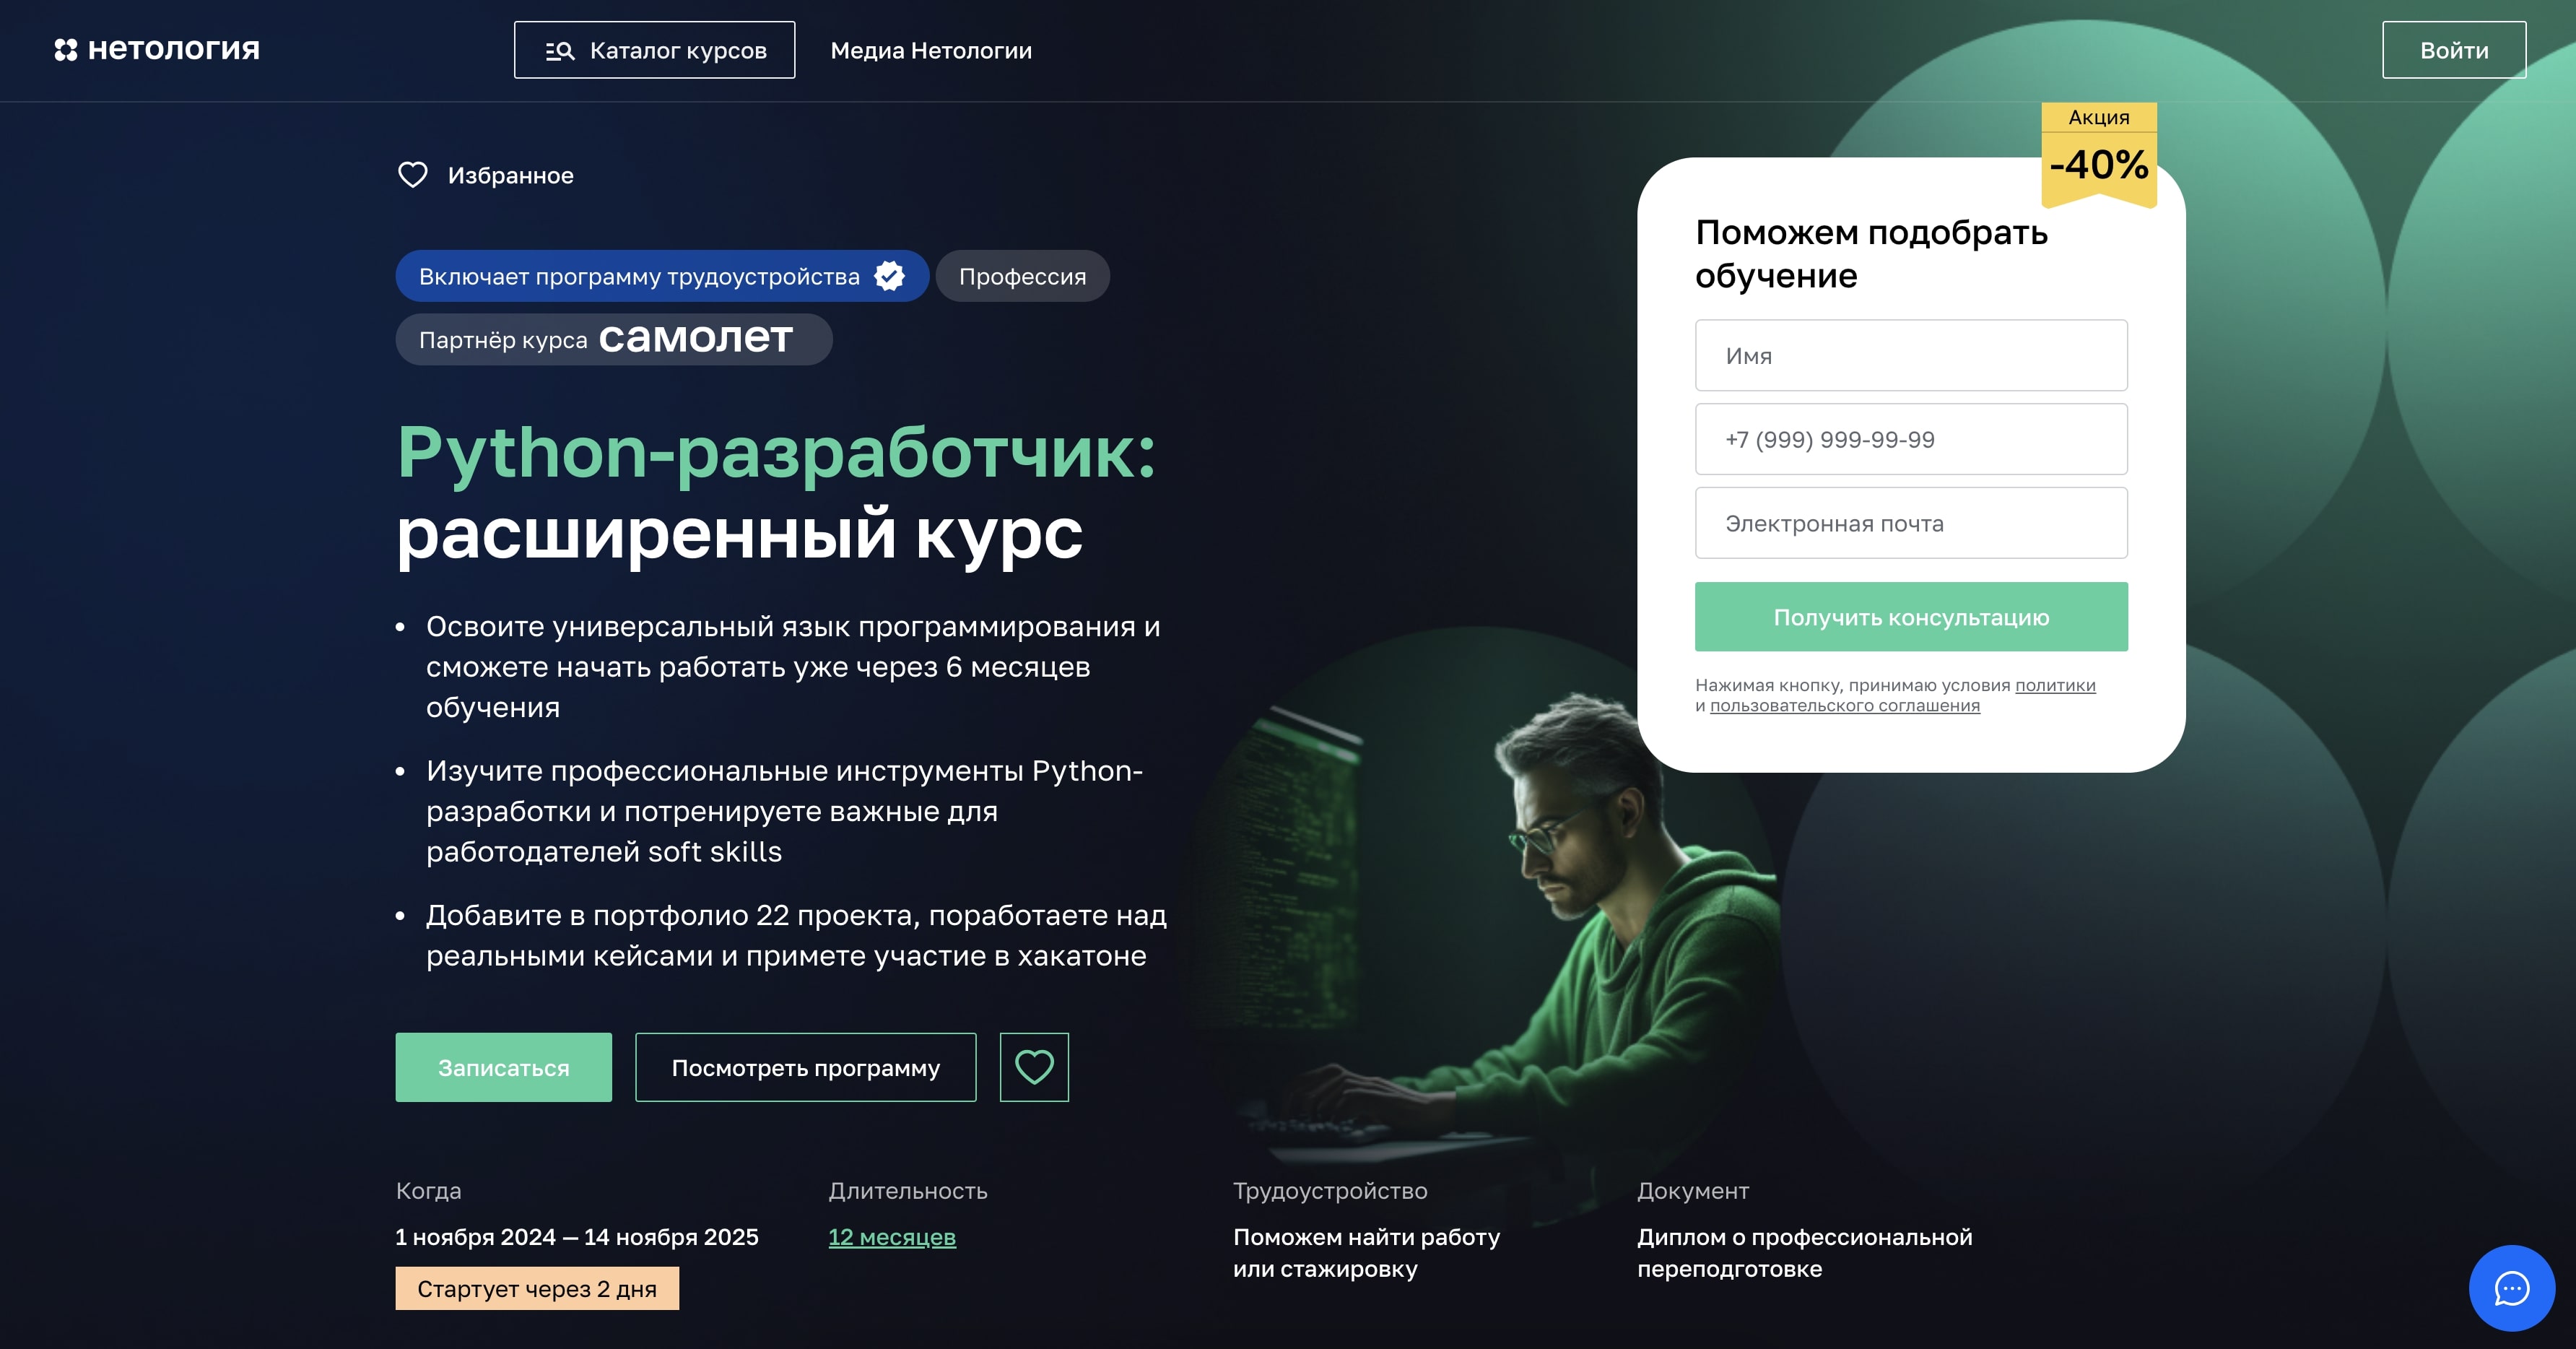 нетология
Каталог курсов
Медиа Нетологии
Войти
Избранное
Включает программу трудоустройства
Профессия
Партнёр курса самолет
Python-разработчик:
расширенный курс
• Освоите универсальный язык программирования и
сможете начать работать уже через 6 месяцев
обучения
• Изучите профессиональные инструменты Python-
разработки и потренируете важные для
работодателей soft skills
• Добавите в портфолио 22 проекта, поработаете над
реальными кейсами и примете участие в хакатоне
Записаться
Посмотреть программу
Акция
-40%
Поможем подобрать
обучение
Имя
+7 (999) 999-99-99
Электронная почта
Получить консультацию
Нажимая кнопку, принимаю условия политики
и пользовательского соглашения
Когда
1 ноября 2024 — 14 ноября 2025
Стартует через 2 дня
Длительность
12 месяцев
Трудоустройство
Поможем найти работу
или стажировку
Документ
Диплом о профессиональной
переподготовке